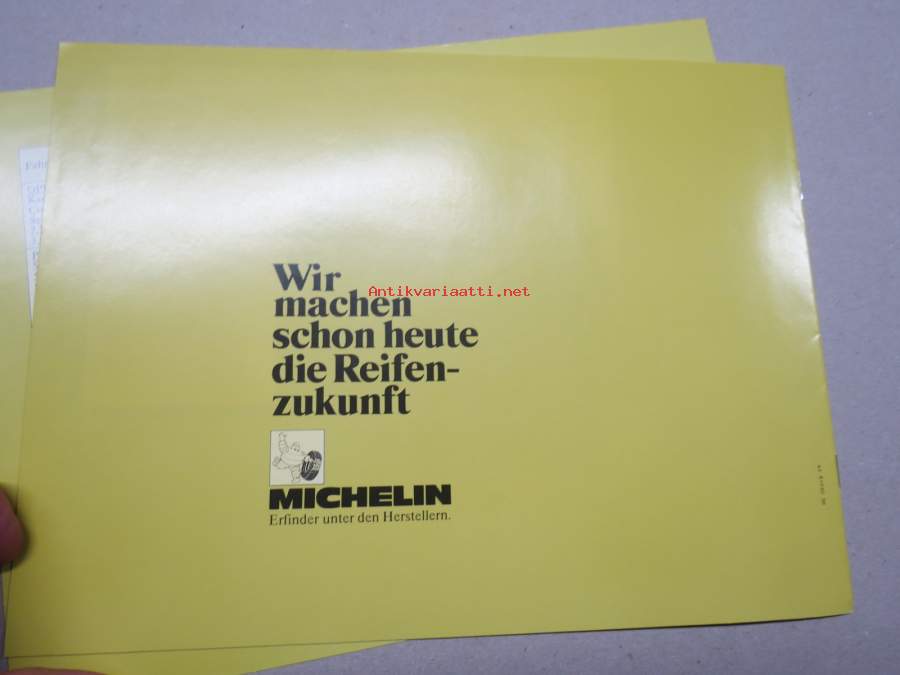 Wir
machen
schon heute
die Reifen-
zukunft
MICHELIN
Erfinder unter den Herstellern.
Antikvariaatti.net